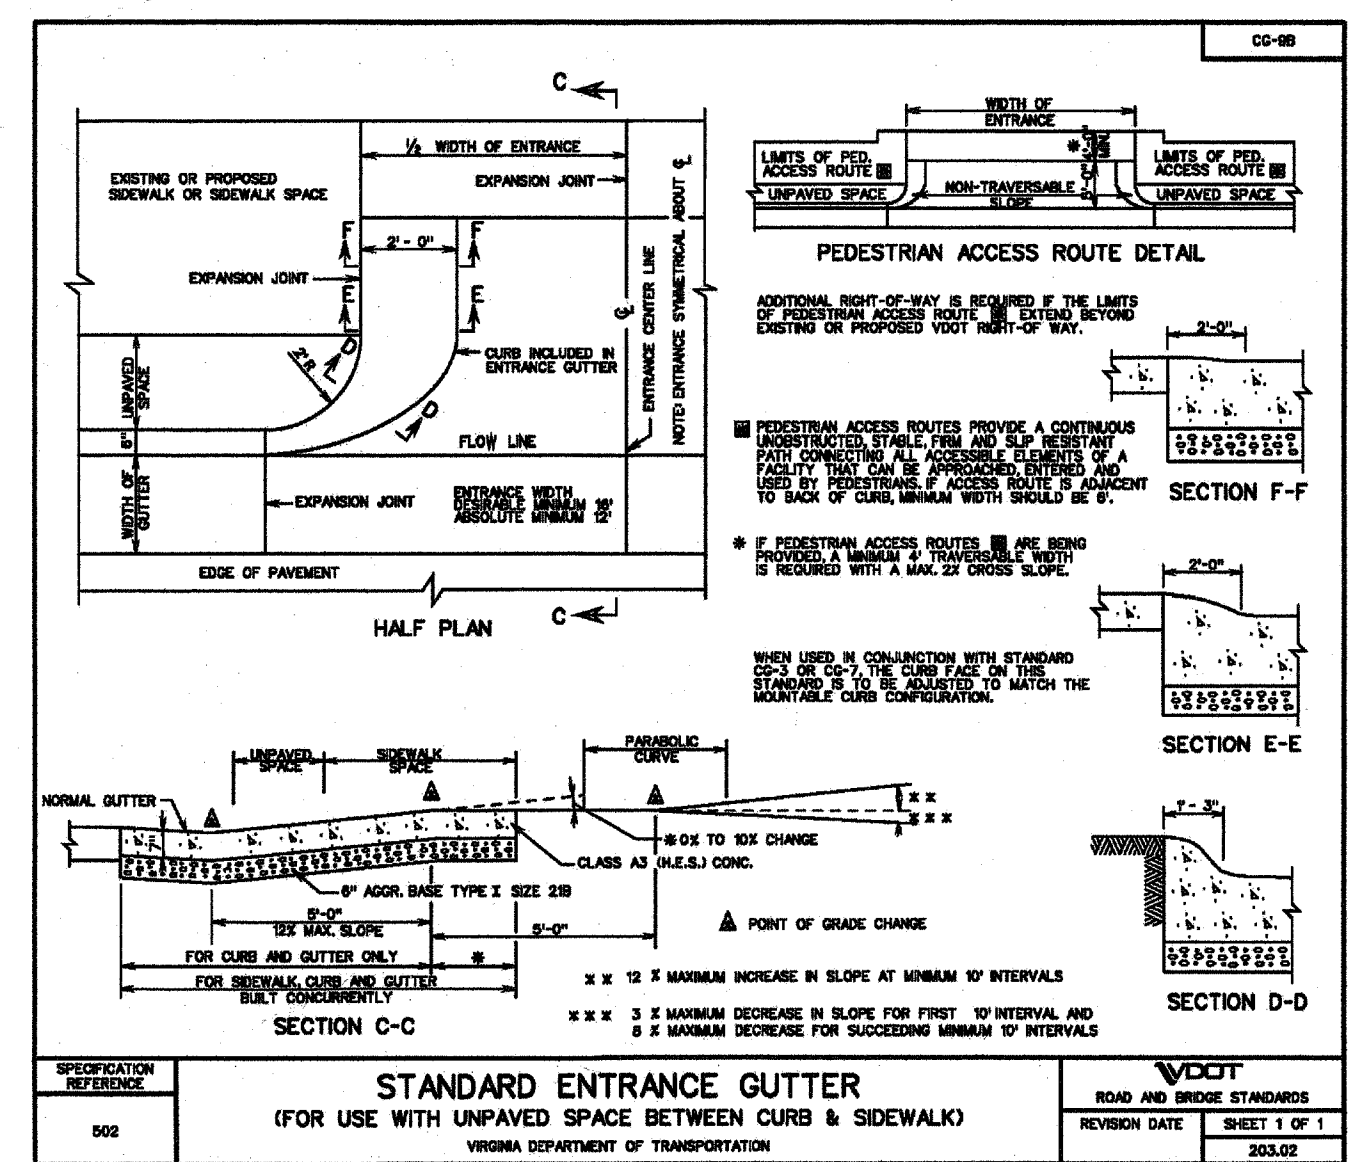 CG-9B
C
½ WIDTH OF ENTRANCE
EXISTING OR PROPOSED
SIDEWALK OR SIDEWALK SPACE
EXPANSION JOINT
F
F
2'- 0"
EXPANSION JOINT
E
E
D
2' R
UNPAVED
SPACE
CURB INCLUDED IN
ENTRANCE GUTTER
D
ENTRANCE CENTER LINE
NOTE: ENTRANCE SYMMETRICAL ABOUT ℄
℄
FLOW LINE
WIDTH OF
GUTTER
EXPANSION JOINT
ENTRANCE WIDTH
DESIRABLE MINIMUM 16'
ABSOLUTE MINIMUM 12'
EDGE OF PAVEMENT
C
HALF PLAN
WIDTH OF
ENTRANCE
LIMITS OF PED.
ACCESS ROUTE
* 4'-0"
MIN.
LIMITS OF PED.
ACCESS ROUTE
UNPAVED SPACE
NON-TRAVERSABLE
SLOPE
5'-0"
UNPAVED SPACE
PEDESTRIAN ACCESS ROUTE DETAIL
ADDITIONAL RIGHT-OF-WAY IS REQUIRED IF THE LIMITS
OF PEDESTRIAN ACCESS ROUTE EXTEND BEYOND
EXISTING OR PROPOSED VDOT RIGHT-OF WAY.
2'-0"
SECTION F-F
PEDESTRIAN ACCESS ROUTES PROVIDE A CONTINUOUS
UNOBSTRUCTED, STABLE, FIRM AND SLIP RESISTANT
PATH CONNECTING ALL ACCESSIBLE ELEMENTS OF A
FACILITY THAT CAN BE APPROACHED, ENTERED AND
USED BY PEDESTRIANS. IF ACCESS ROUTE IS ADJACENT
TO BACK OF CURB, MINIMUM WIDTH SHOULD BE 6'.
* IF PEDESTRIAN ACCESS ROUTES ARE BEING
PROVIDED, A MINIMUM 4' TRAVERSABLE WIDTH
IS REQUIRED WITH A MAX. 2% CROSS SLOPE.
2'-0"
SECTION E-E
WHEN USED IN CONJUNCTION WITH STANDARD
CG-3 OR CG-7, THE CURB FACE ON THIS
STANDARD IS TO BE ADJUSTED TO MATCH THE
MOUNTABLE CURB CONFIGURATION.
UNPAVED
SPACE
SIDEWALK
SPACE
PARABOLIC
CURVE
NORMAL GUTTER
7"
* *
* * *
* 0% TO 10% CHANGE
CLASS A3 (H.E.S.) CONC.
6" AGGR. BASE TYPE I SIZE 21B
5'-0"
12% MAX. SLOPE
5'-0"
POINT OF GRADE CHANGE
FOR CURB AND GUTTER ONLY
*
FOR SIDEWALK, CURB AND GUTTER
BUILT CONCURRENTLY
SECTION C-C
* * 12 % MAXIMUM INCREASE IN SLOPE AT MINIMUM 10' INTERVALS
* * * 3 % MAXIMUM DECREASE IN SLOPE FOR FIRST 10' INTERVAL AND
8 % MAXIMUM DECREASE FOR SUCCEEDING MINIMUM 10' INTERVALS
1'- 3"
SECTION D-D
SPECIFICATION
REFERENCE
502
STANDARD ENTRANCE GUTTER
(FOR USE WITH UNPAVED SPACE BETWEEN CURB & SIDEWALK)
VIRGINIA DEPARTMENT OF TRANSPORTATION
VDOT
ROAD AND BRIDGE STANDARDS
REVISION DATE
SHEET 1 OF 1
203.02